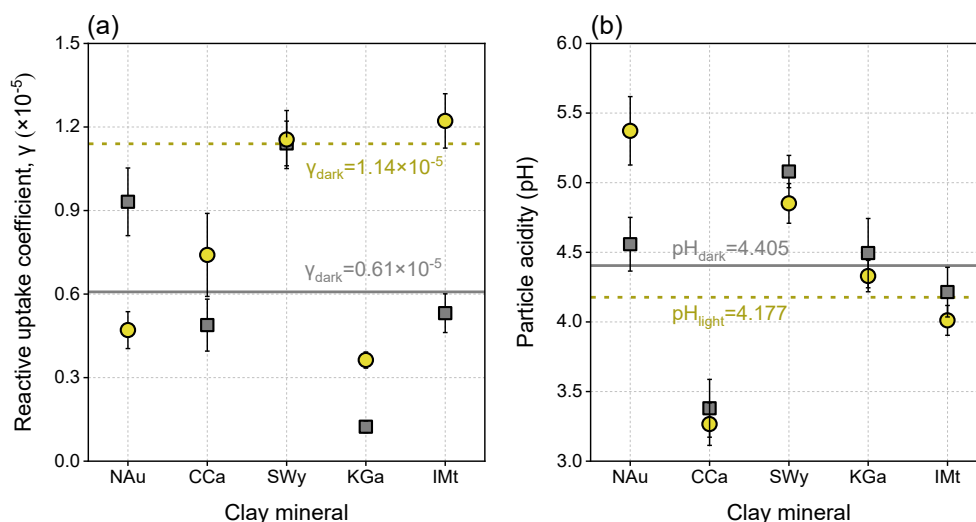 (a)
Reactive uptake coefficient, γ (×10⁻⁵)
1.5
1.2
0.9
0.6
0.3
0.0
γdark=1.14×10⁻⁵
γdark=0.61×10⁻⁵
NAu CCa SWy KGa IMt
Clay mineral
(b)
Particle acidity (pH)
6.0
5.5
5.0
4.5
4.0
3.5
3.0
pHdark=4.405
pHlight=4.177
NAu CCa SWy KGa IMt
Clay mineral